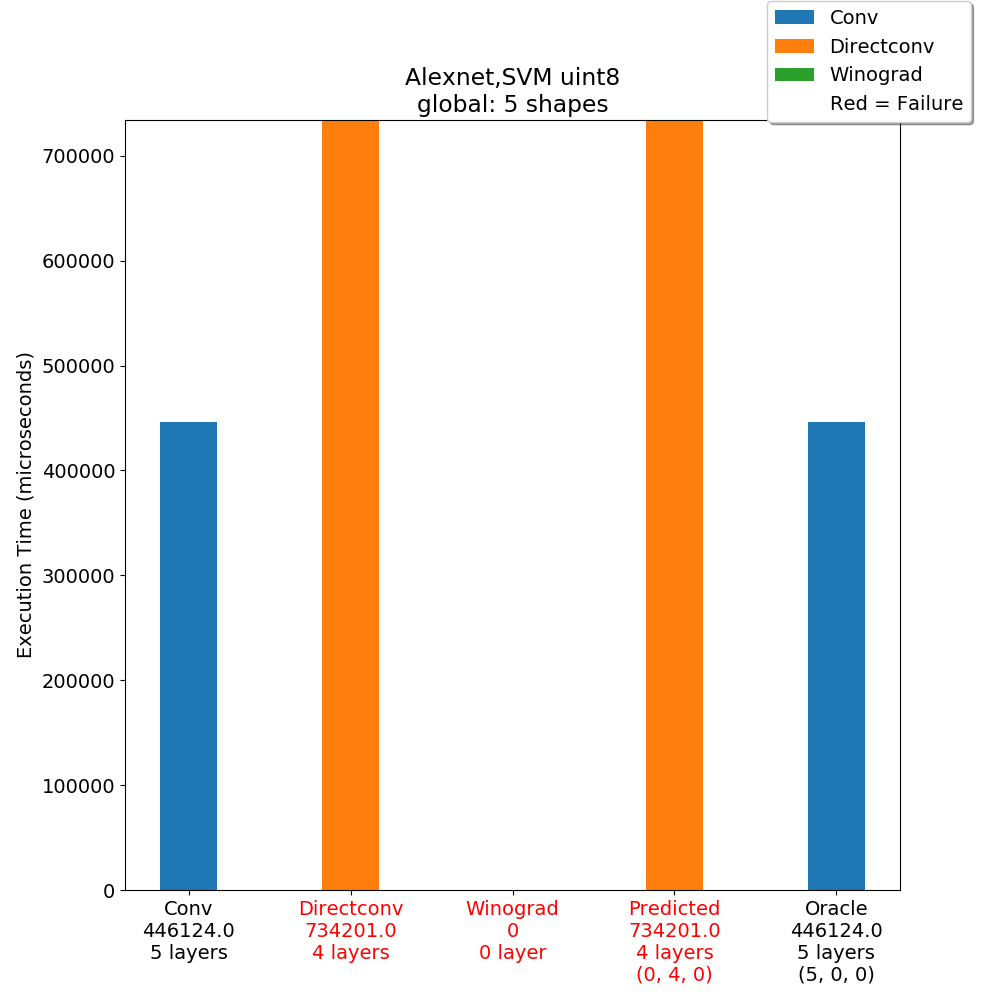 Conv
Directconv
Winograd
Red = Failure
Alexnet,SVM uint8
global: 5 shapes
Execution Time (microseconds)
700000
600000
500000
400000
300000
200000
100000
0
Conv
446124.0
5 layers
Directconv
734201.0
4 layers
Winograd
0
0 layer
Predicted
734201.0
4 layers
(0, 4, 0)
Oracle
446124.0
5 layers
(5, 0, 0)